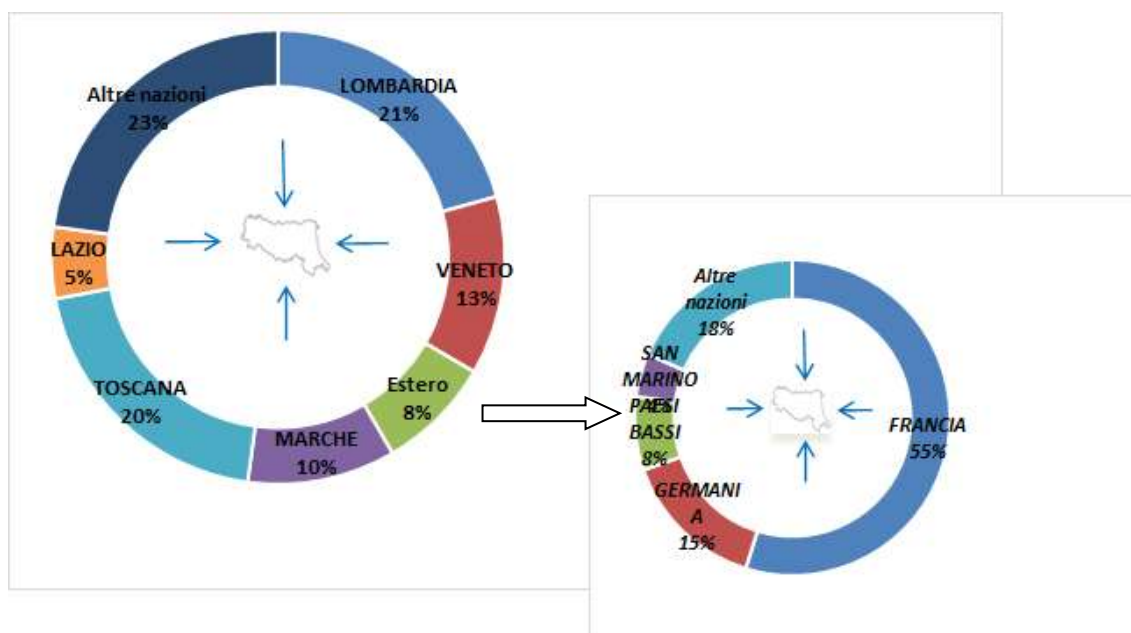 LOMBARDIA
21%
VENETO
13%
Estero
8%
MARCHE
10%
TOSCANA
20%
LAZIO
5%
Altre nazioni
23%
FRANCIA
55%
GERMANI
A
15%
PAESI
BASSI
8%
SAN
MARINO
Altre
nazioni
18%